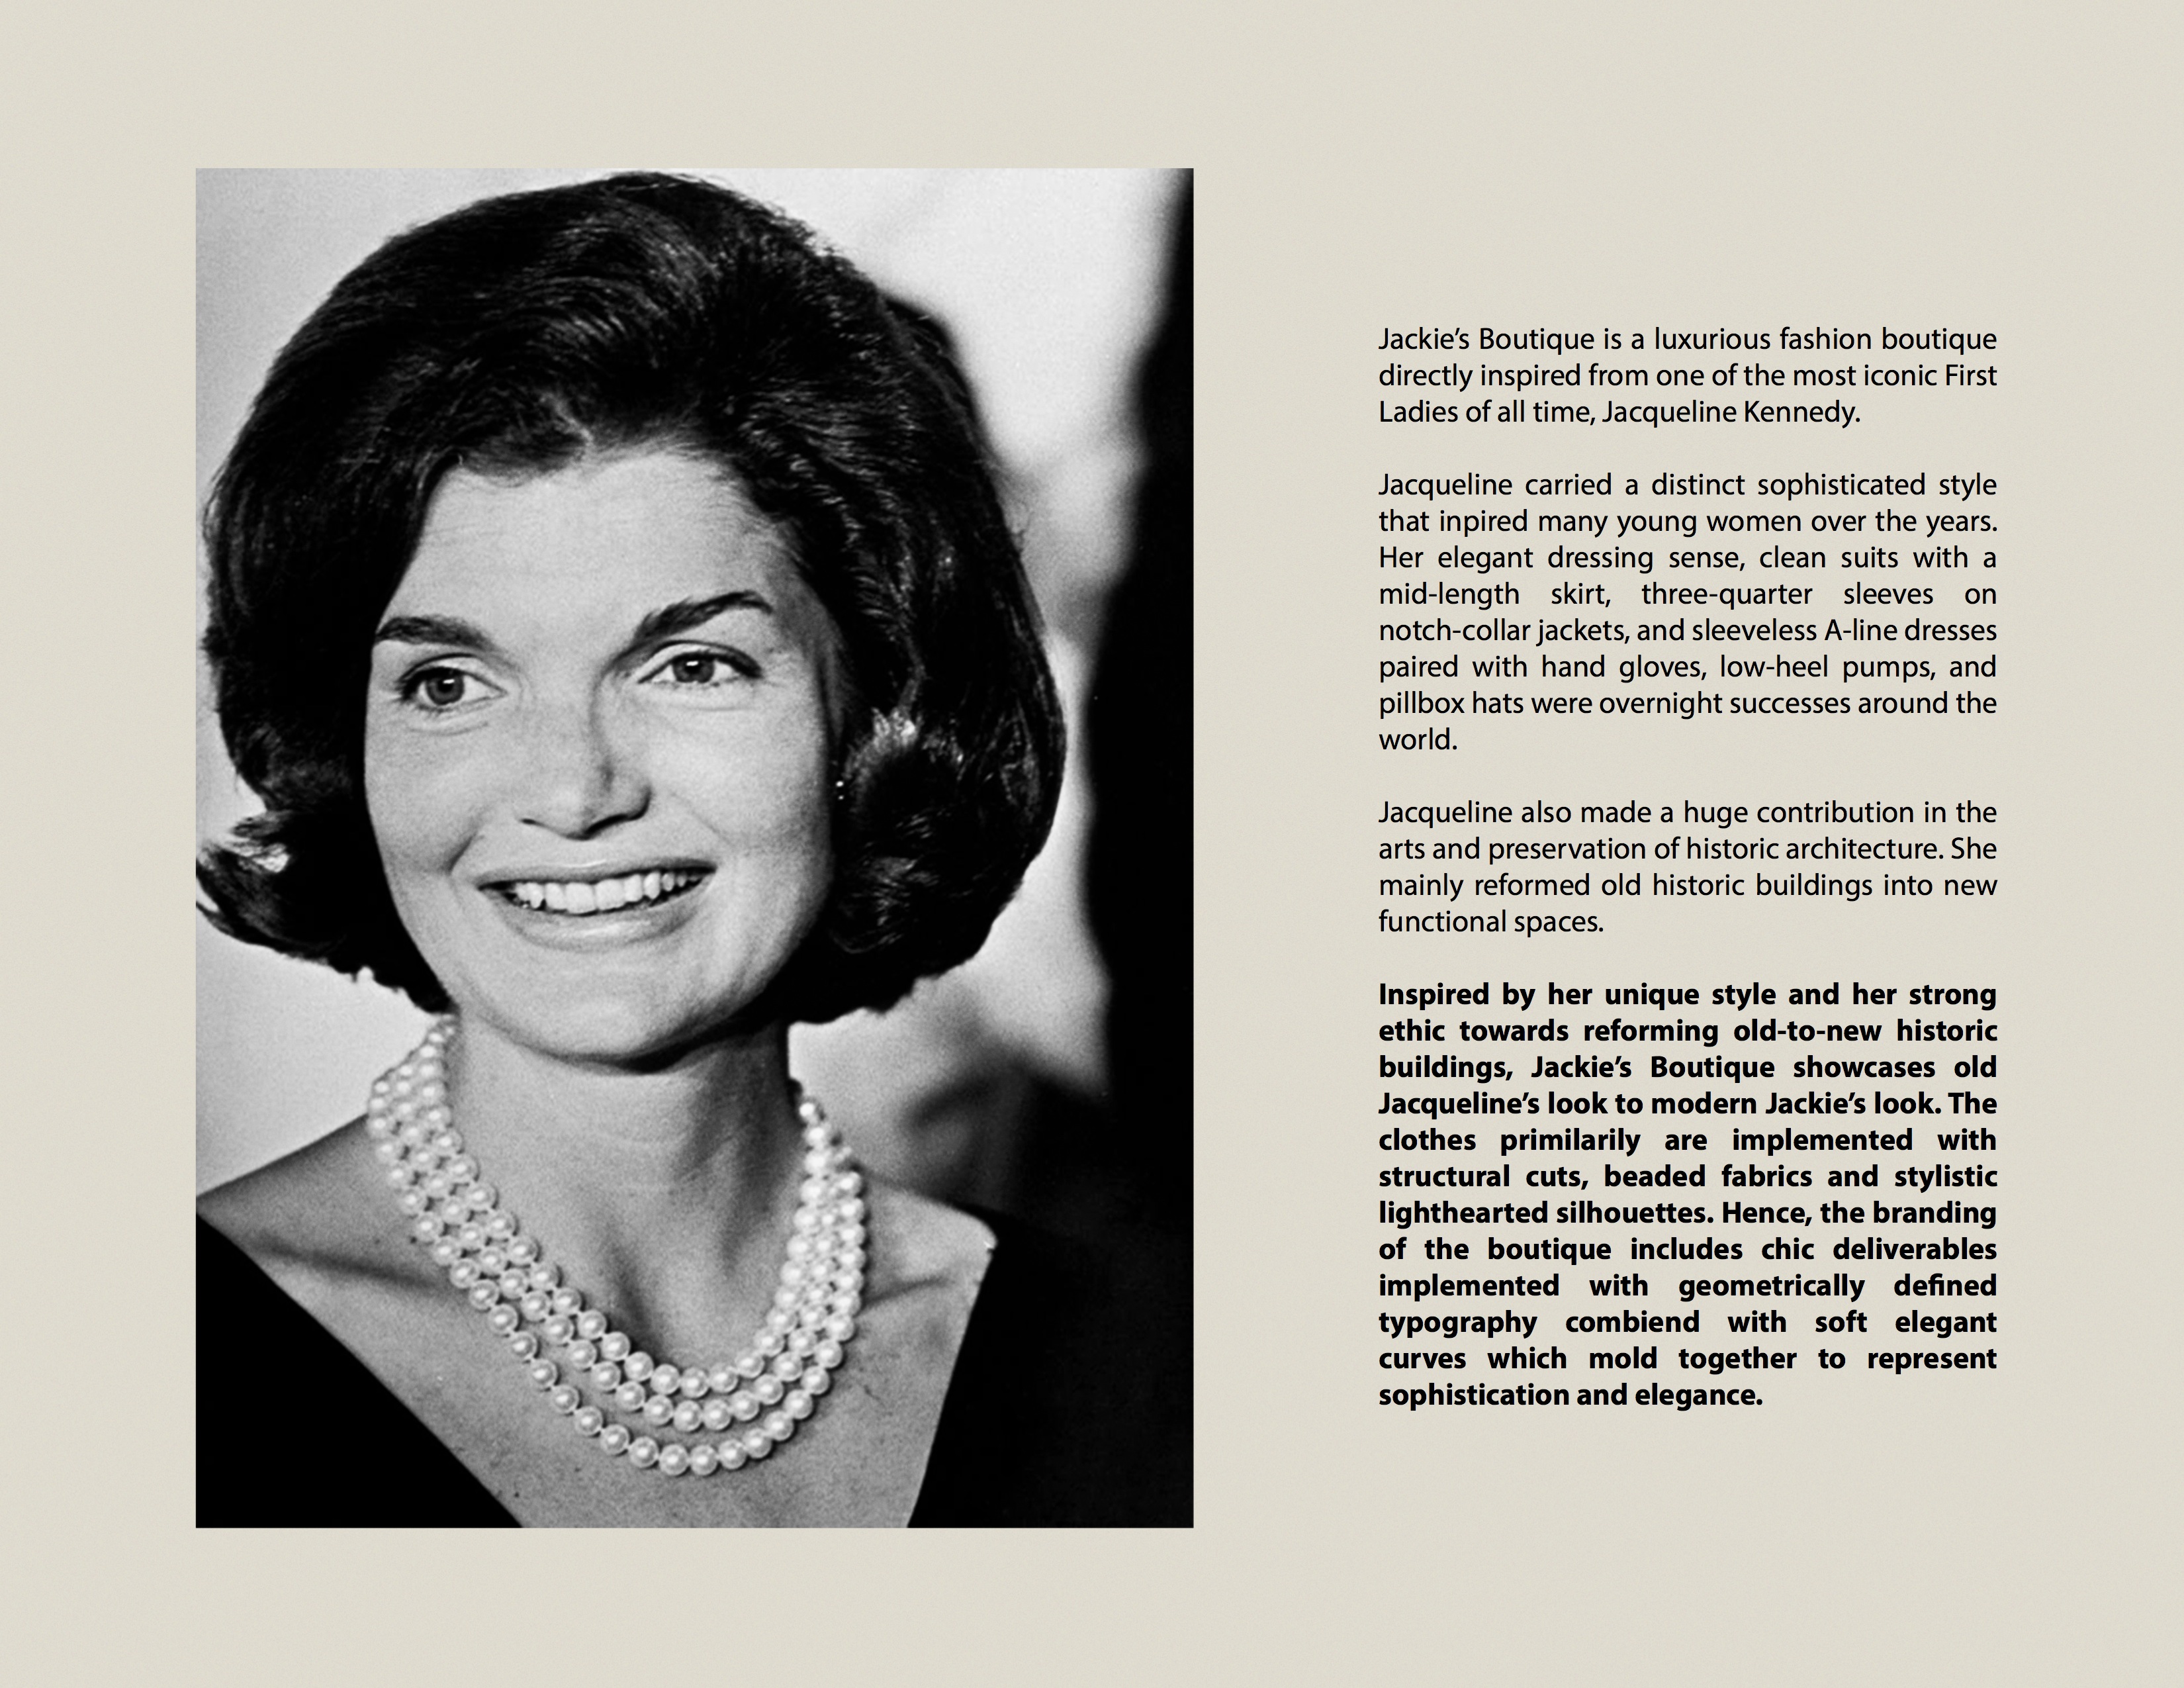 Jackie’s Boutique is a luxurious fashion boutique
directly inspired from one of the most iconic First
Ladies of all time, Jacqueline Kennedy.
Jacqueline carried a distinct sophisticated style
that inpired many young women over the years.
Her elegant dressing sense, clean suits with a
mid-length skirt, three-quarter sleeves on
notch-collar jackets, and sleeveless A-line dresses
paired with hand gloves, low-heel pumps, and
pillbox hats were overnight successes around the
world.
Jacqueline also made a huge contribution in the
arts and preservation of historic architecture. She
mainly reformed old historic buildings into new
functional spaces.
Inspired by her unique style and her strong
ethic towards reforming old-to-new historic
buildings, Jackie’s Boutique showcases old
Jacqueline’s look to modern Jackie’s look. The
clothes primilarily are implemented with
structural cuts, beaded fabrics and stylistic
lighthearted silhouettes. Hence, the branding
of the boutique includes chic deliverables
implemented with geometrically defined
typography combiend with soft elegant
curves which mold together to represent
sophistication and elegance.